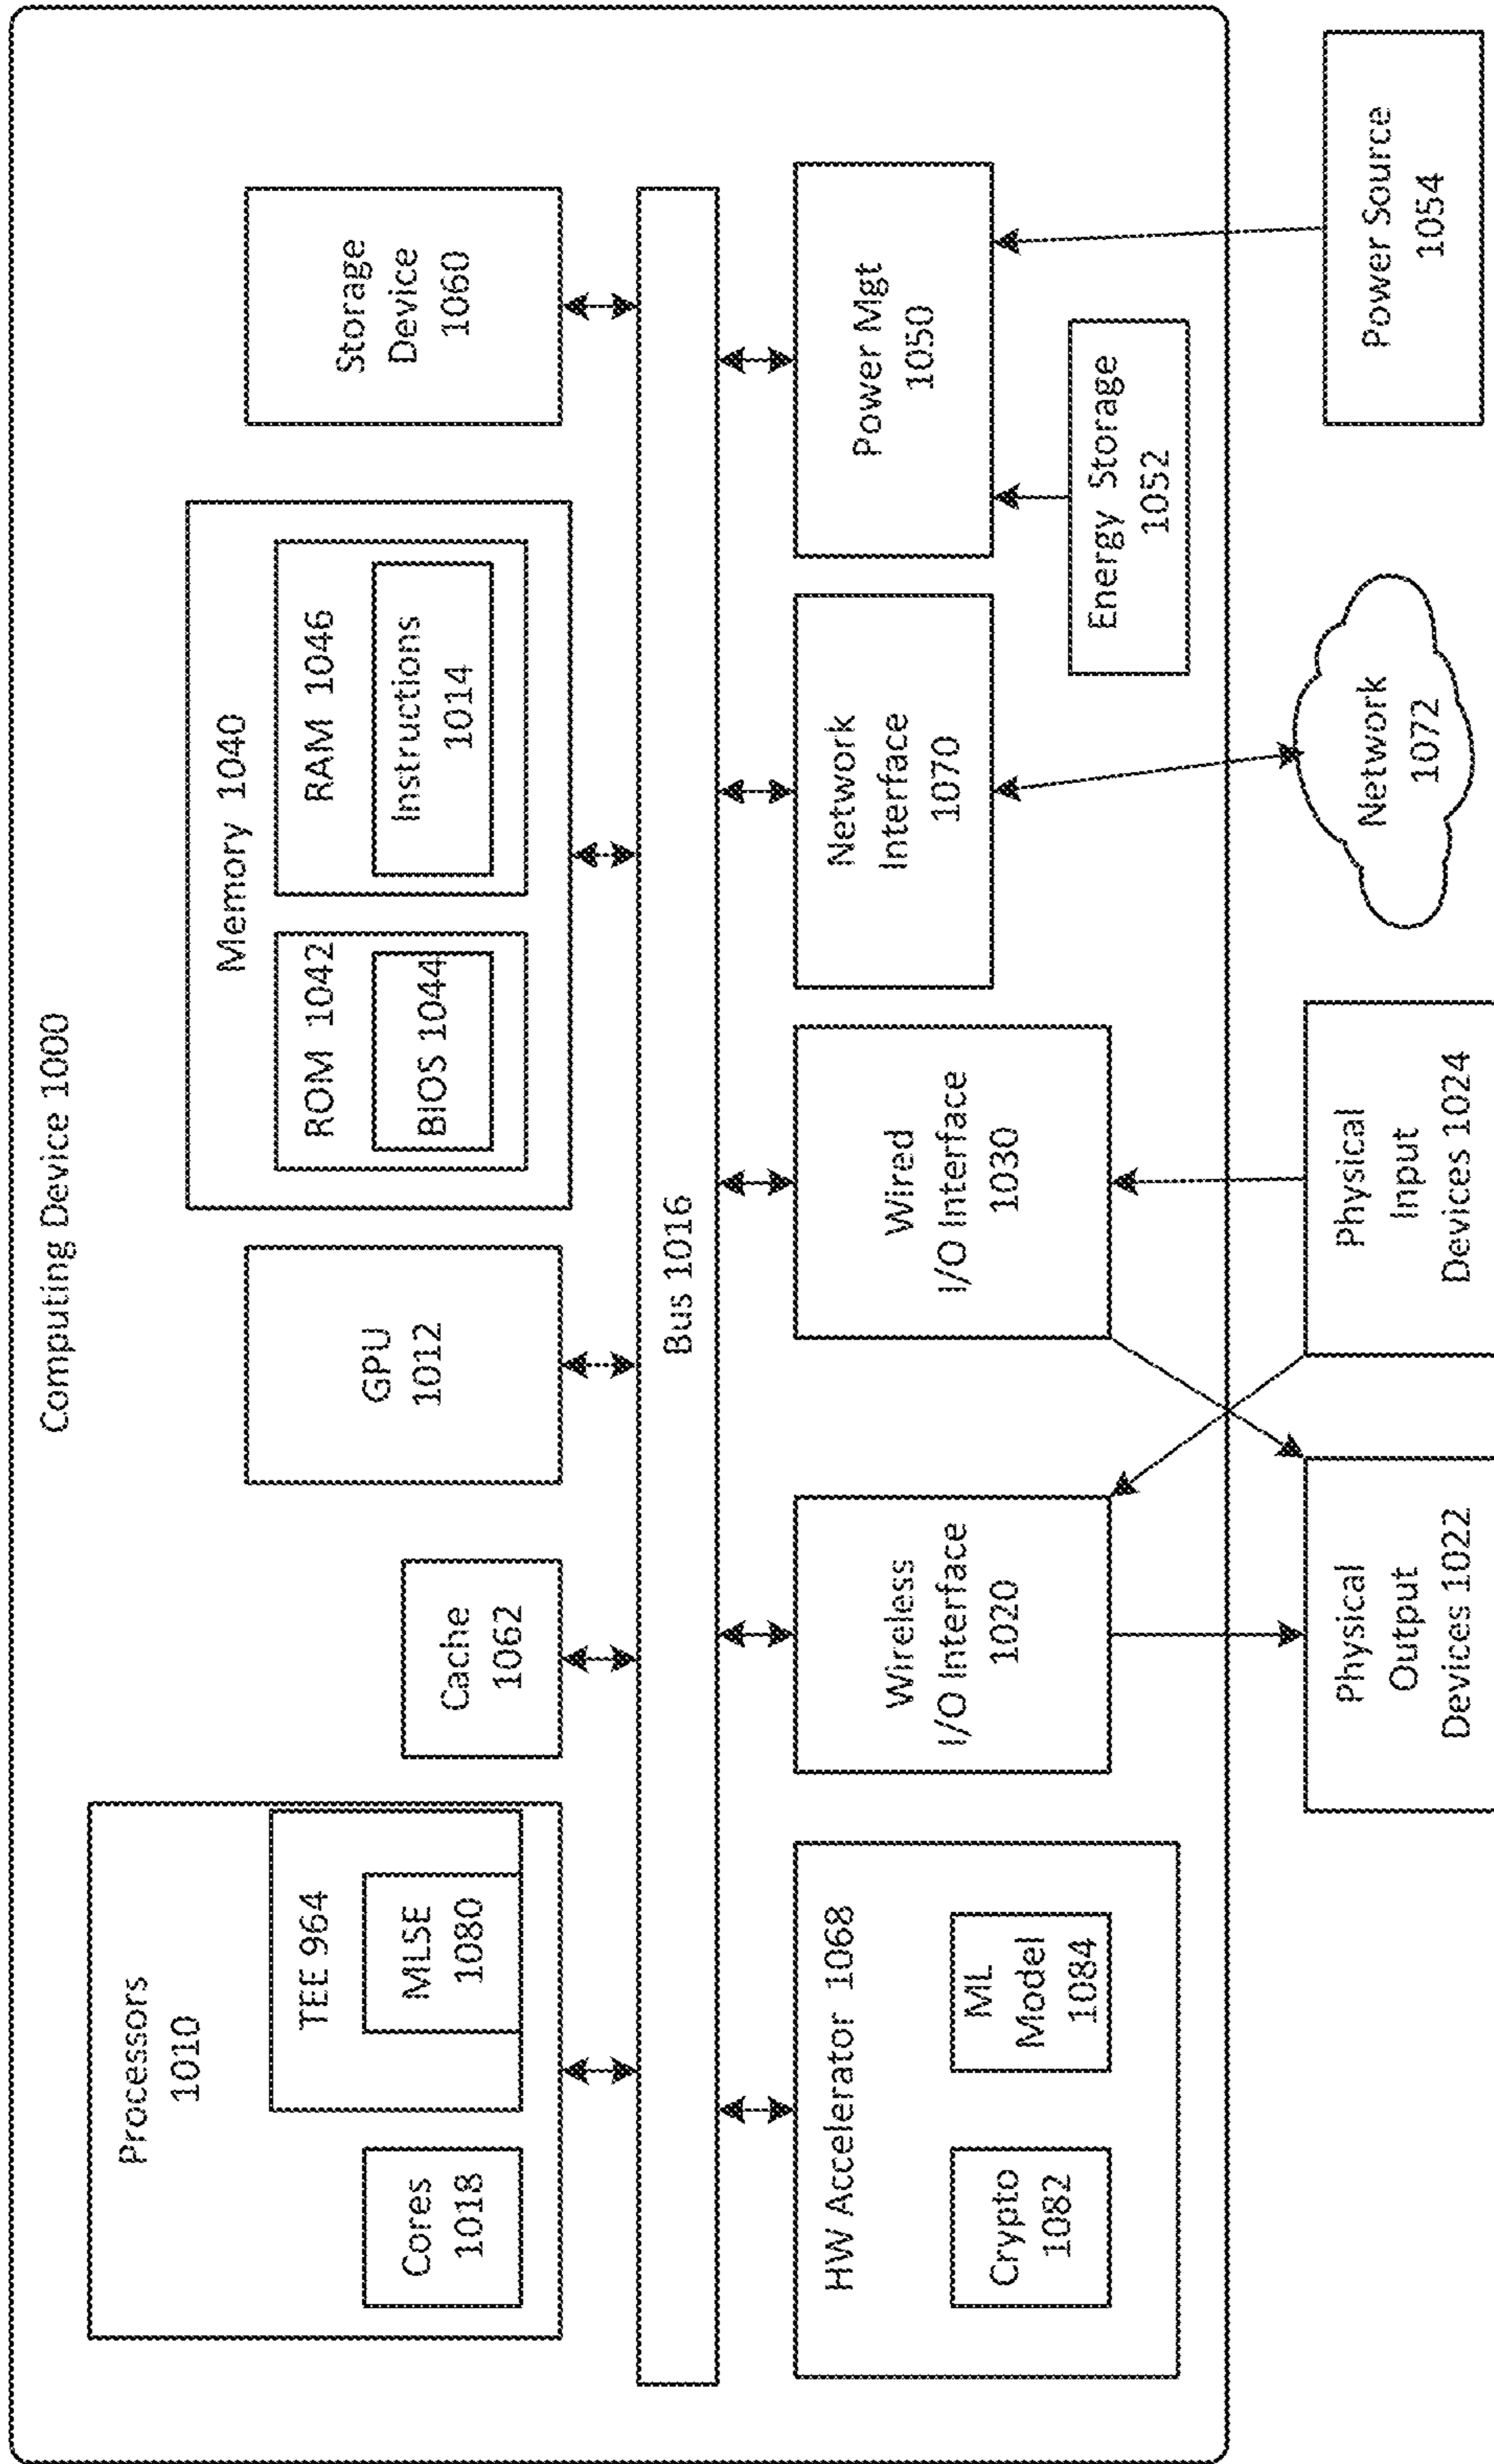 Computing Device 1000
Processors
1010
Cores
1018
TEE 964
MLSE
1080
Cache
1062
GPU
1012
Memory 1040
ROM 1042
BIOS 1044
RAM 1046
Instructions
1014
Storage
Device
1060
Bus 1016
HW Accelerator 1068
Crypto
1082
ML
Model
1084
Wireless
I/O Interface
1020
Wired
I/O Interface
1030
Network
Interface
1070
Power Mgt
1050
Energy Storage
1052
Physical
Output
Devices 1022
Physical
Input
Devices 1024
Network
1072
Power Source
1054